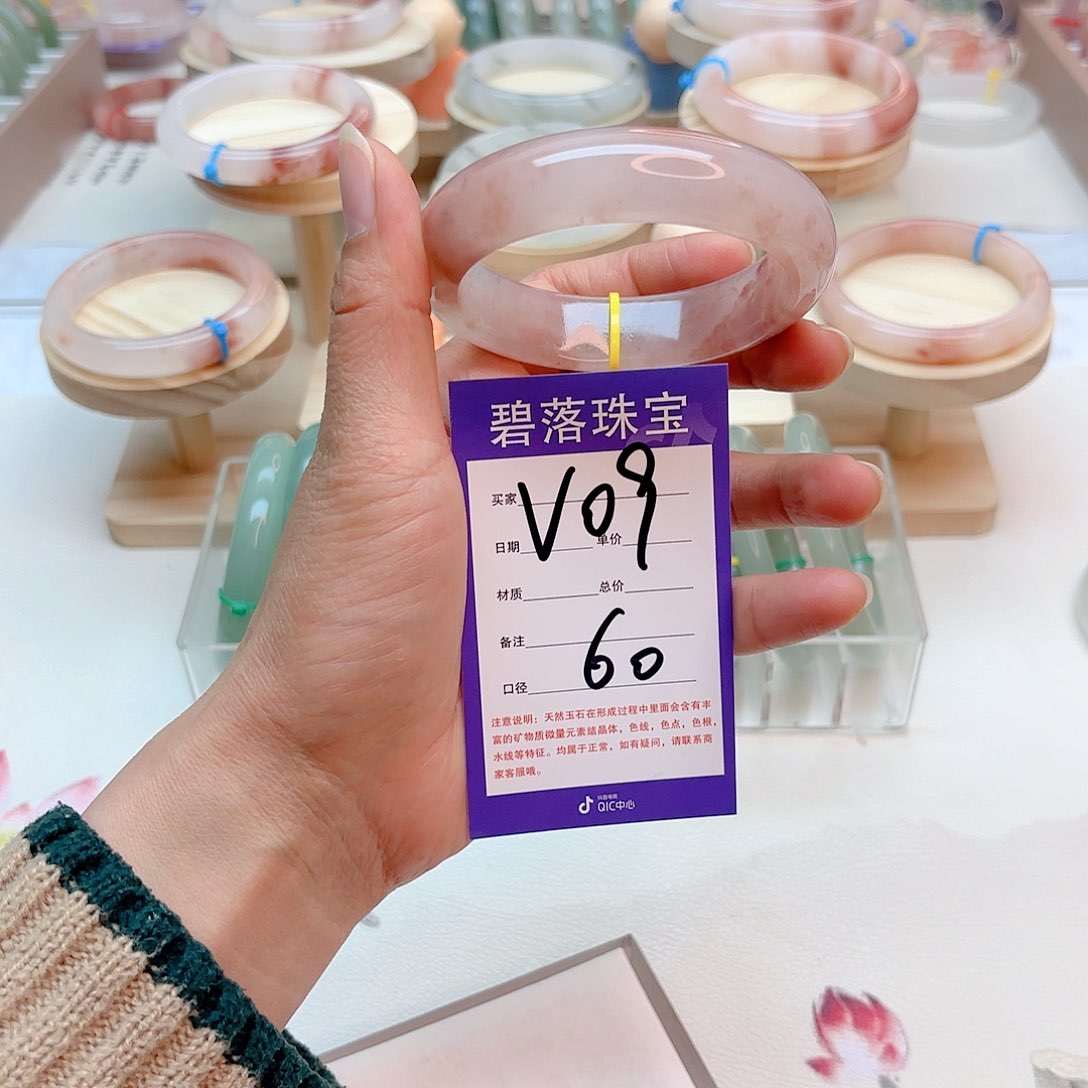 碧落珠宝
买家 V09
日期 单价
材质 总价
备注
口径 60
注意说明：天然玉石在形成过程中里面会含有丰
富的矿物质微量元素结晶体，色线，色点，色根，
水线等特征。均属于正常，如有疑问，请联系商
家客服哦。
抖音电商
QIC中心